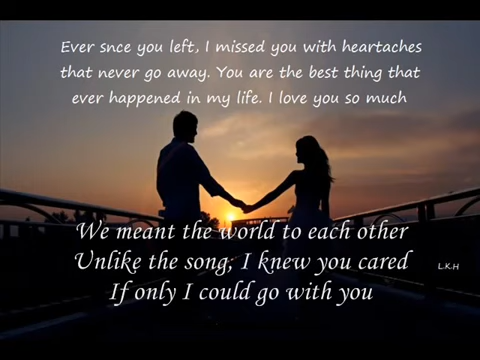 Ever snce you left, I missed you with heartaches
that never go away. You are the best thing that
ever happened in my life. I love you so much
We meant the world to each other
Unlike the song, I knew you cared
L.K.H
If only I could go with you